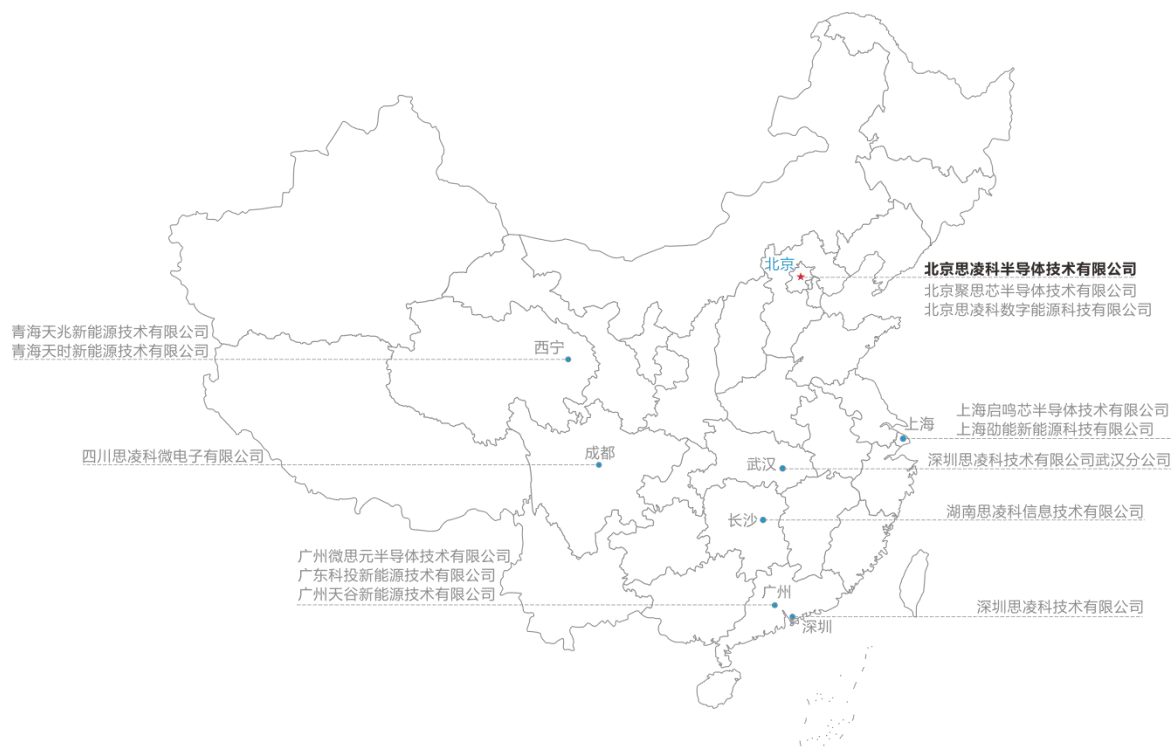 北京
北京思凌科半导体技术有限公司
北京聚思芯半导体技术有限公司
北京思凌科数字能源科技有限公司
青海天兆新能源技术有限公司
青海天时新能源技术有限公司
西宁
上海启鸣芯半导体技术有限公司
上海劭能新能源科技有限公司
上海
四川思凌科微电子有限公司
成都
武汉
深圳思凌科技术有限公司武汉分公司
长沙
湖南思凌科信息技术有限公司
广州微思元半导体技术有限公司
广东科投新能源技术有限公司
广州天谷新能源技术有限公司
广州
深圳思凌科技术有限公司
深圳